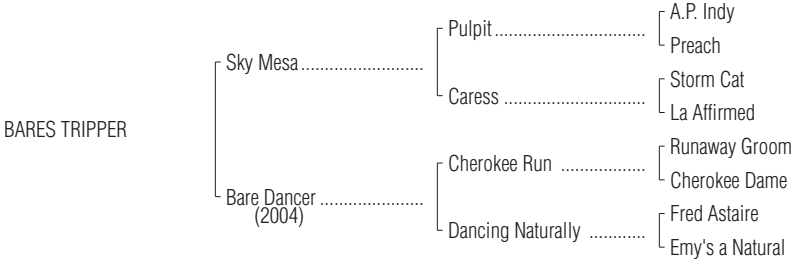 A.P. Indy
Pulpit..............................
Preach
Sky Mesa........................
Storm Cat
Caress ............................
La Affirmed
BARES TRIPPER
Runaway Groom
Cherokee Run .................
Cherokee Dame
Bare Dancer .....................
(2004)
Fred Astaire
Dancing Naturally ...........
Emy's a Natural